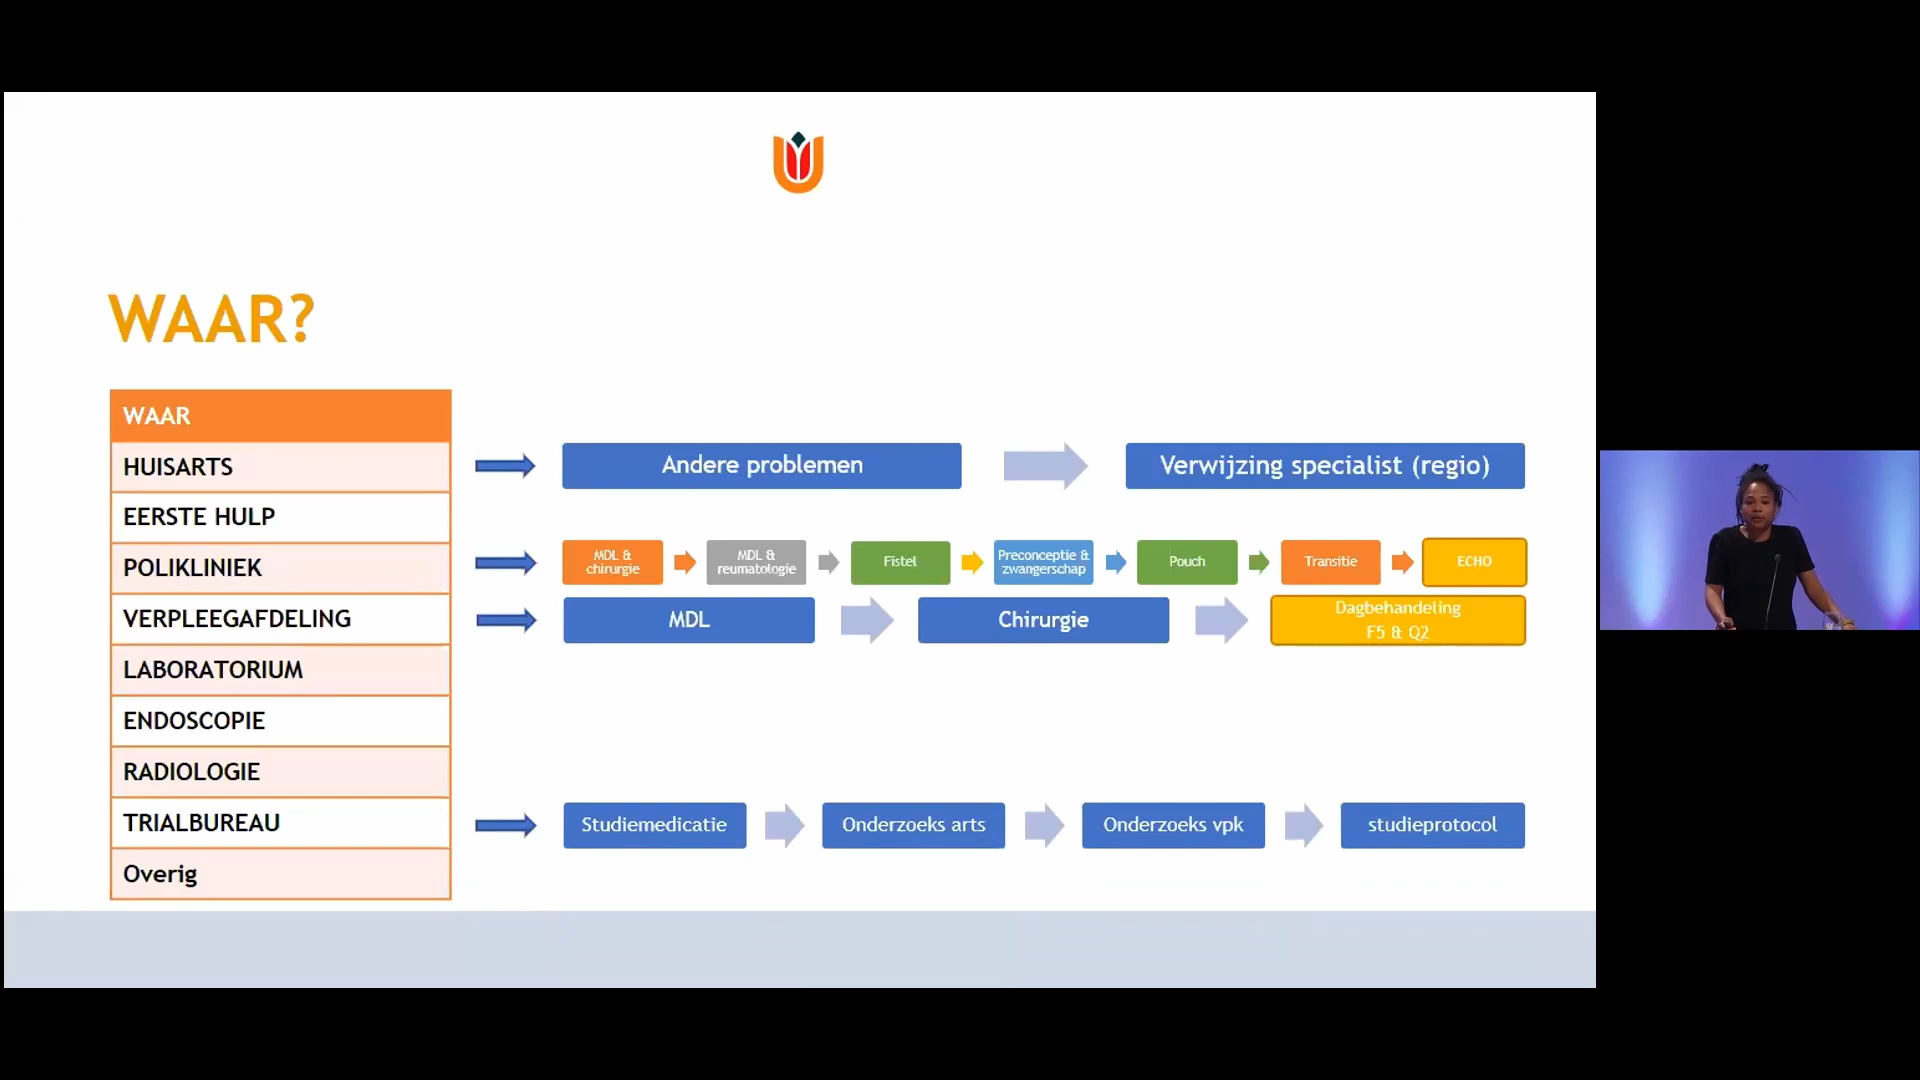 WAAR?
WAAR
HUISARTS
Andere problemen
Verwijzing specialist (regio)
EERSTE HULP
POLIKLINIEK
MDL &
chirurgie
MDL &
reumatologie
Fistel
Preconceptie &
zwangerschap
Pouch
Transitie
ECHO
VERPLEEGAFDELING
MDL
Chirurgie
Dagbehandeling
F5 & Q2
LABORATORIUM
ENDOSCOPIE
RADIOLOGIE
TRIALBUREAU
Studiemedicatie
Onderzoeks arts
Onderzoeks vpk
studieprotocol
Overig